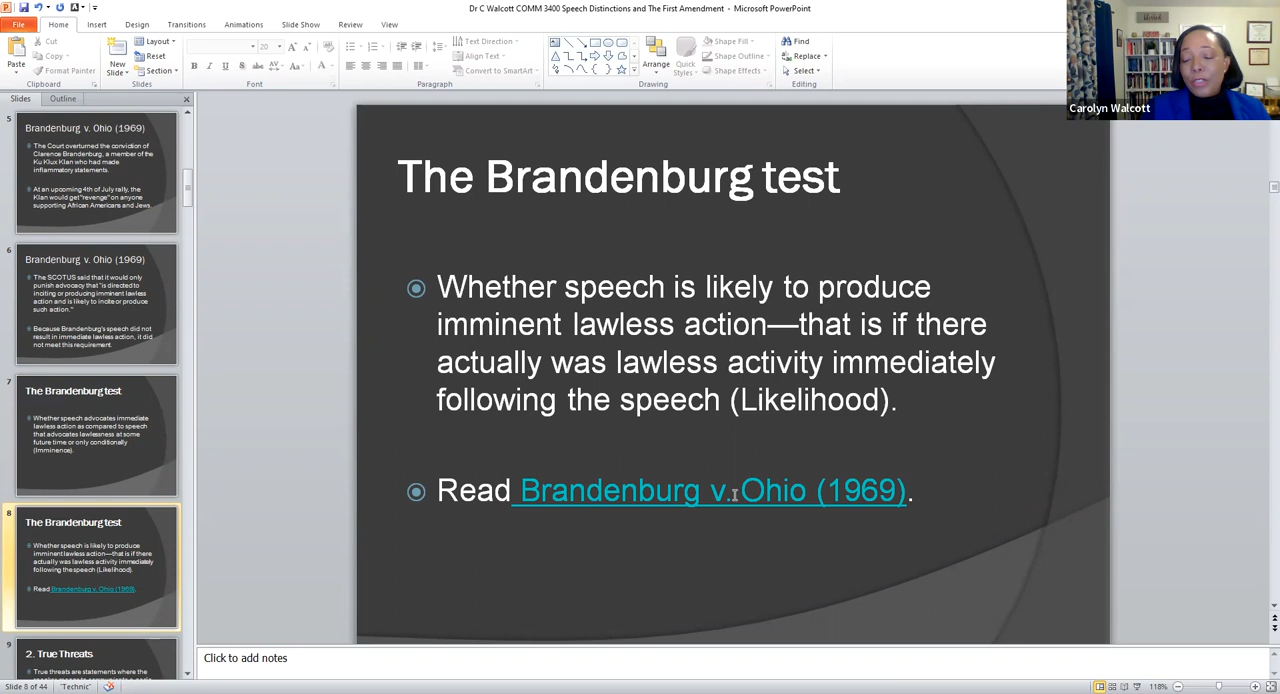 Dr C Walcott COMM 3400 Speech Distinctions and The First Amendment - Microsoft PowerPoint
File Home Insert Design Transitions Animations Slide Show Review View
Paste
Cut
Copy
Format Painter
Clipboard
New
Slide
Layout
Reset
Section
Slides
20
B I U S abc AV Aa A
Font
Paragraph
Text Direction
Align Text
Convert to SmartArt
Drawing
Arrange
Quick
Styles
Shape Fill
Shape Outline
Shape Effects
Find
Replace
Select
Editing
Carolyn Walcott
Slides Outline
5
Brandenburg v. Ohio (1969)
The Court overturned the conviction of
Clarence Brandenburg, a member of the
Ku Klux Klan who had made
inflammatory statements.
At an upcoming 4th of July rally, the
Klan would get "revenge" on anyone
supporting African Americans and Jews.
6
Brandenburg v. Ohio (1969)
The SCOTUS said that it would only
punish advocacy that "is directed to
inciting or producing imminent lawless
action and is likely to incite or produce
such action."
Because Brandenburg's speech did not
result in immediate lawless action, it did
not meet this requirement.
7
The Brandenburg test
Whether speech advocates immediate
lawless action as compared to speech
that advocates lawlessness at some
future time or only conditionally
(Imminence).
8
The Brandenburg test
Whether speech is likely to produce
imminent lawless action—that is if there
actually was lawless activity immediately
following the speech (Likelihood).
Read Brandenburg v. Ohio (1969).
9
2. True Threats
True threats are statements where the
The Brandenburg test
Whether speech is likely to produce
imminent lawless action—that is if there
actually was lawless activity immediately
following the speech (Likelihood).
Read Brandenburg v. Ohio (1969).
Click to add notes
Slide 8 of 44 "Technic" 118%